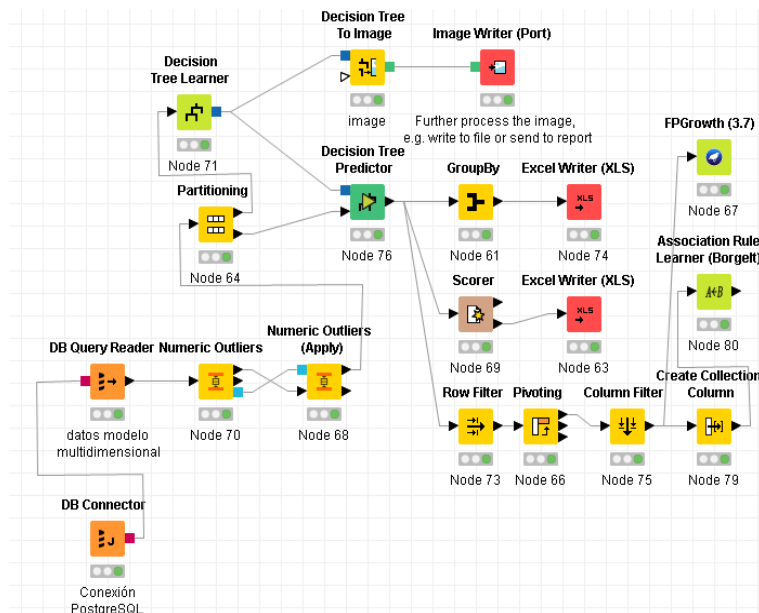 Decision Tree
To Image
Image Writer (Port)
Decision
Tree Learner
image
Further process the image,
e.g. write to file or send to report
FPGrowth (3.7)
Node 71
Decision Tree
Predictor
GroupBy
Excel Writer (XLS)
XLS
Partitioning
Node 67
Node 76
Node 61
Node 74
Association Rule
Learner (Borgelt)
Node 64
Scorer
Excel Writer (XLS)
XLS
A+B
Numeric Outliers
(Apply)
Node 69
Node 63
Node 80
DB Query Reader
Numeric Outliers
Row Filter
Pivoting
Column Filter
Create Collection
Column
datos modelo
multidimensional
Node 70
Node 68
Node 73
Node 66
Node 75
Node 79
DB Connector
J
Conexión
PostgreSQL